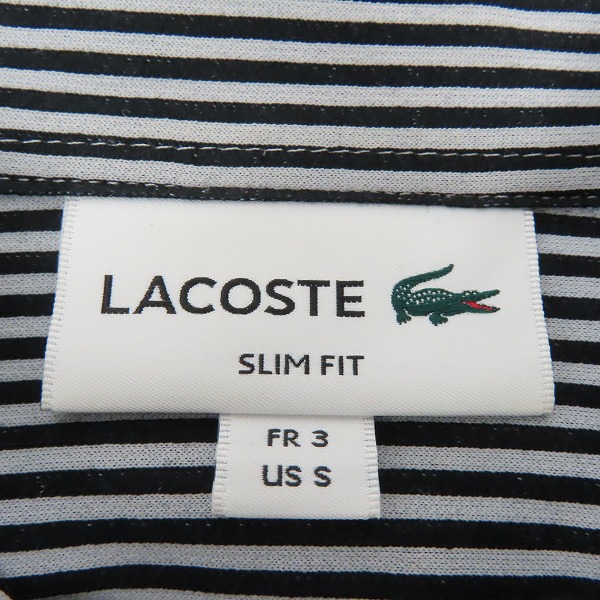 LACOSTE
SLIM FIT
FR 3
US S